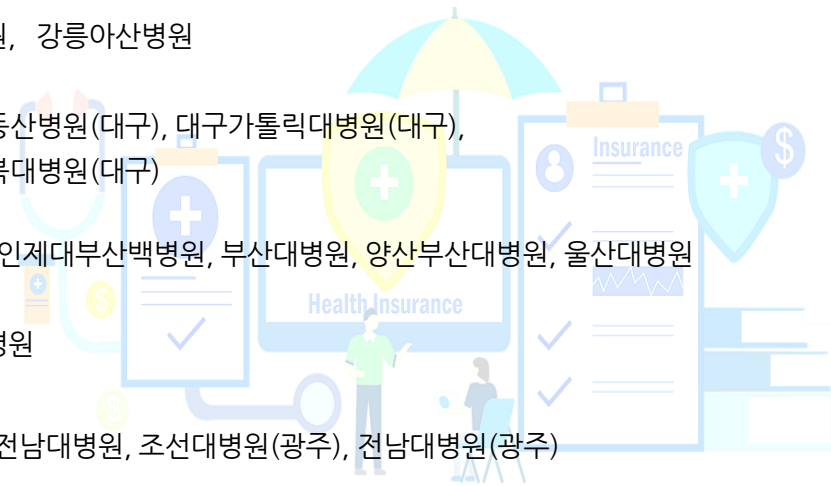 강릉아산병원
동산병원(대구), 대구가톨릭대병원(대구),
북대병원(대구)
인제대부산백병원, 부산대병원, 양산부산대병원, 울산대병원
병원
전남대병원, 조선대병원(광주), 전남대병원(광주)
Insurance
Health Insurance